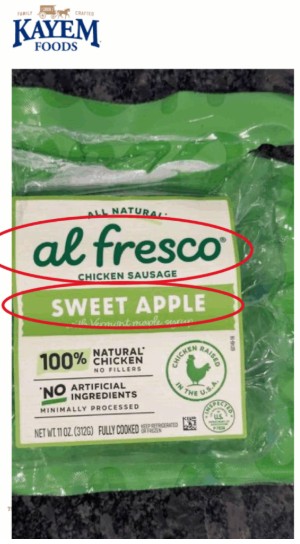 FAMILY CRAFTED
KAYEM
FOODS
ALL NATURAL*
al fresco®
CHICKEN SAUSAGE
SWEET APPLE
with Vermont maple syrup
100% NATURAL*
CHICKEN
NO FILLERS
*NO ARTIFICIAL
INGREDIENTS
MINIMALLY PROCESSED
CHICKEN RAISED
IN THE U.S.A.
NET WT. 11 OZ. (312G) FULLY COOKED KEEP REFRIGERATED
OR FROZEN
INSPECTED